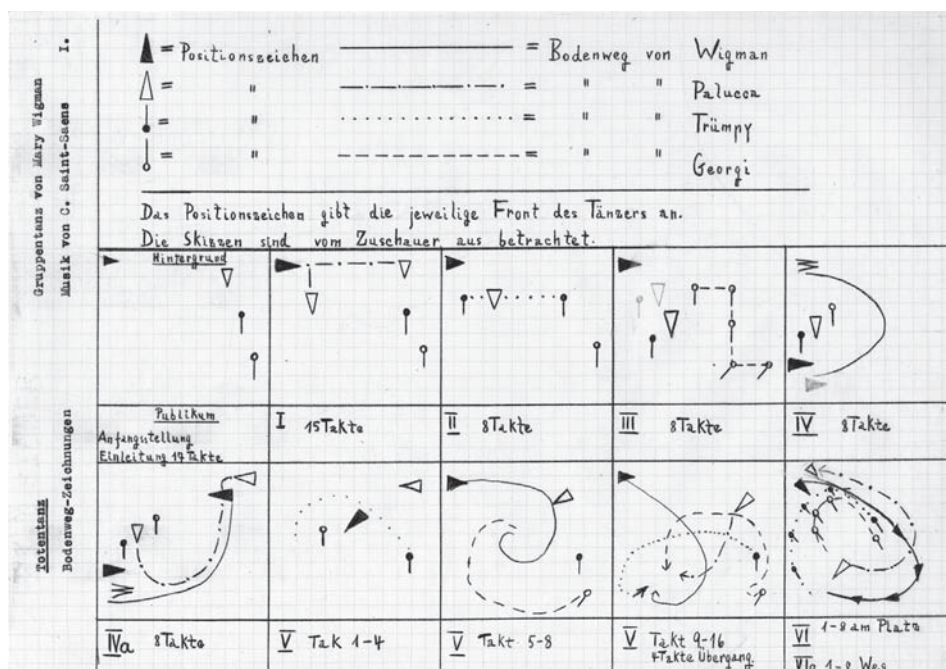 Totentanz Gruppentanz von Mary Wigman
Bodenweg-Zeichnungen Musik von C. Saint-Saens I.
= Positionszeichen = Bodenweg von Wigman
= " = " " Palucca
= " = " " Trümpy
= " = " " Georgi
Das Positionszeichen gibt die jeweilige Front des Tänzers an.
Die Skizzen sind vom Zuschauer aus betrachtet.
Hintergrund
Publikum
Anfangsstellung
Einleitung 17 Takte
I 15 Takte
II 8 Takte
III 8 Takte
IV 8 Takte
IVa 8 Takte
V Tak 1-4
V Takt 5-8
V Takt 9-16
4 Takte Übergang.
VI 1-8 am Platz
VIa 1-8 Weg